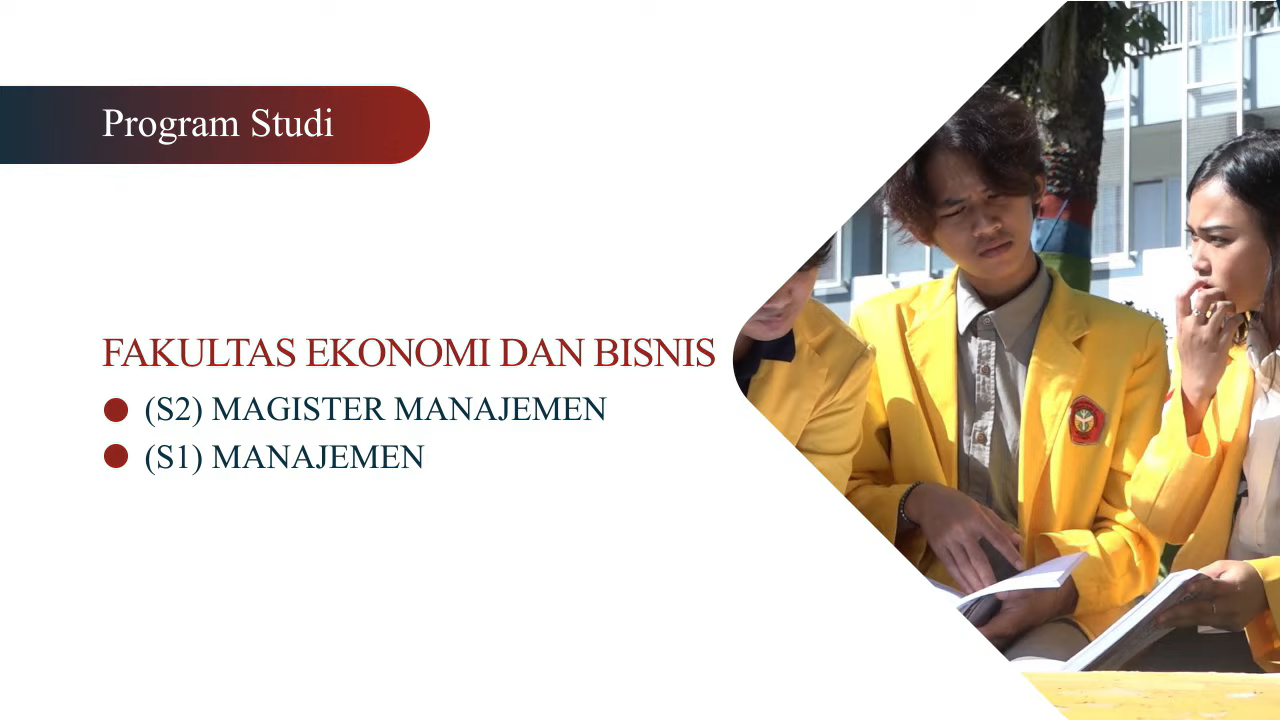 Program Studi
FAKULTAS EKONOMI DAN BISNIS
(S2) MAGISTER MANAJEMEN
(S1) MANAJEMEN